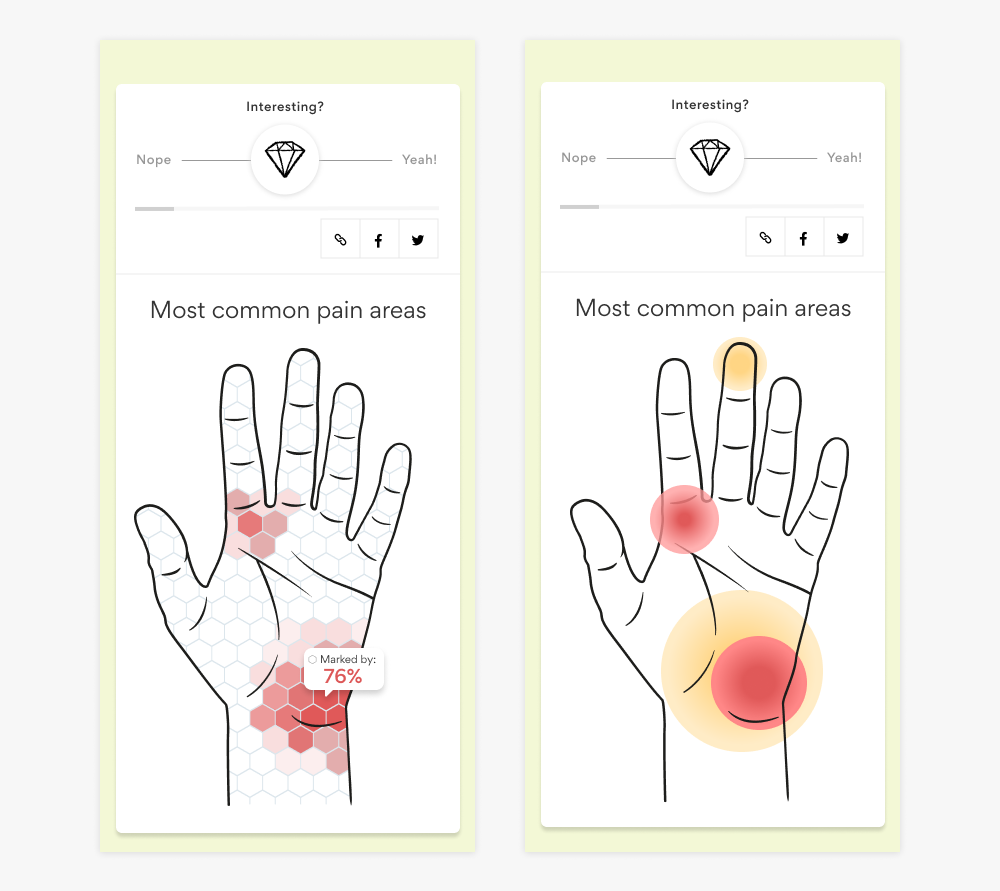 Interesting?
Nope
Yeah!
Most common pain areas
Marked by:
76%
Interesting?
Nope
Yeah!
Most common pain areas